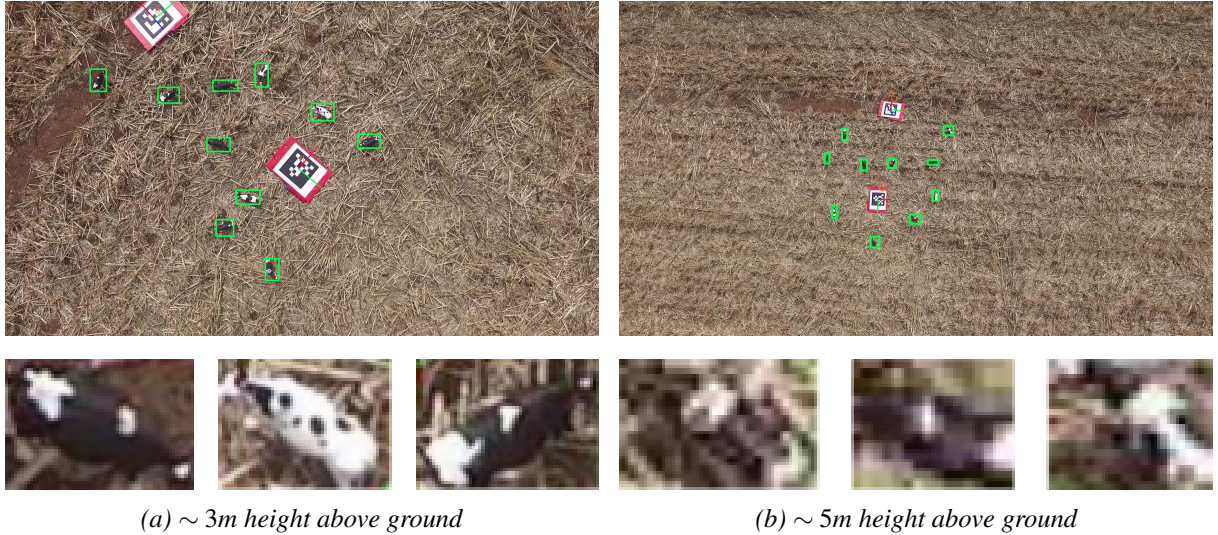 (a) ∼ 3m height above ground
(b) ∼ 5m height above ground